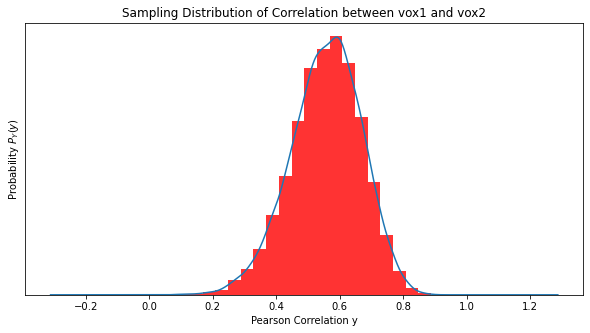 Sampling Distribution of Correlation between vox1 and vox2
Probability P_Y(y)
−0.2 0.0 0.2 0.4 0.6 0.8 1.0 1.2
Pearson Correlation y